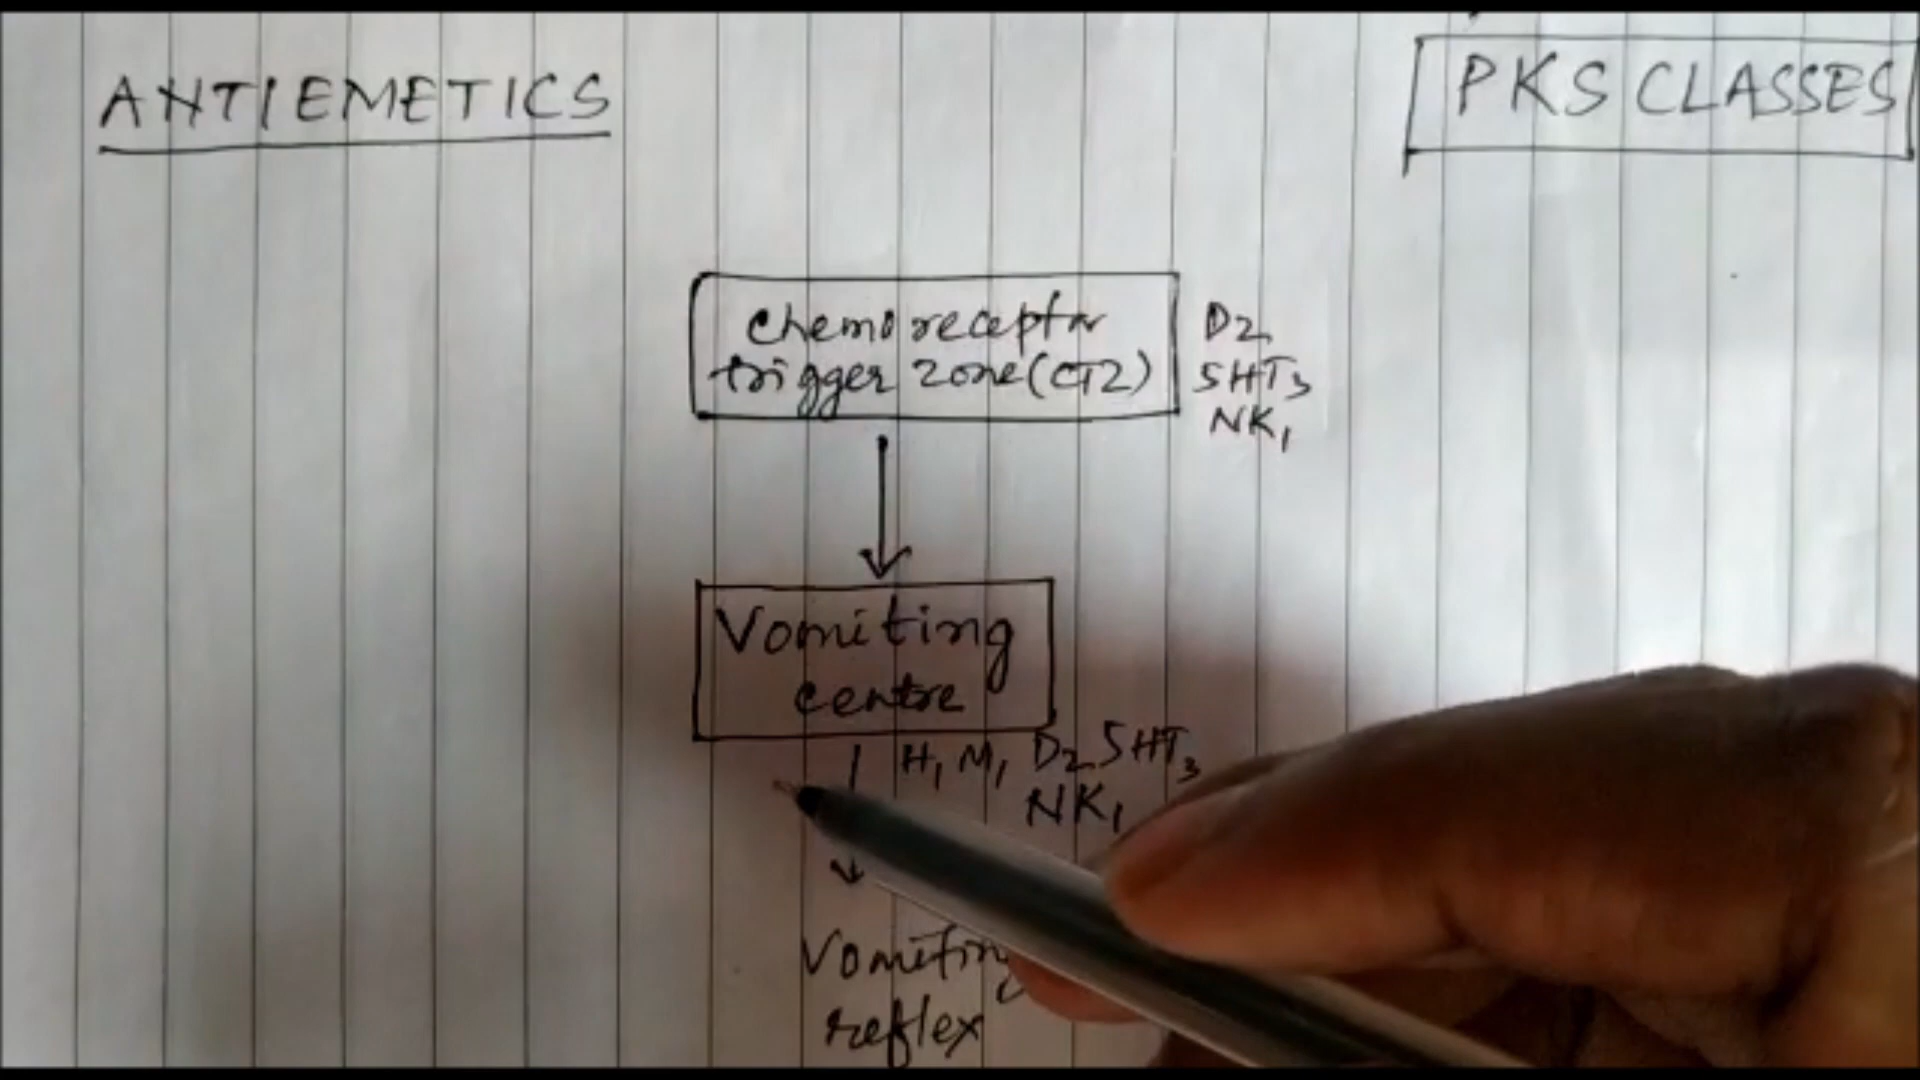 ANTIEMETICS
PKS CLASSES
Chemoreceptor
trigger zone (CTZ)
D2
5HT3
NK1
Vomiting
centre
H1 M1 D2 5HT3
NK1
Vomiting
reflex